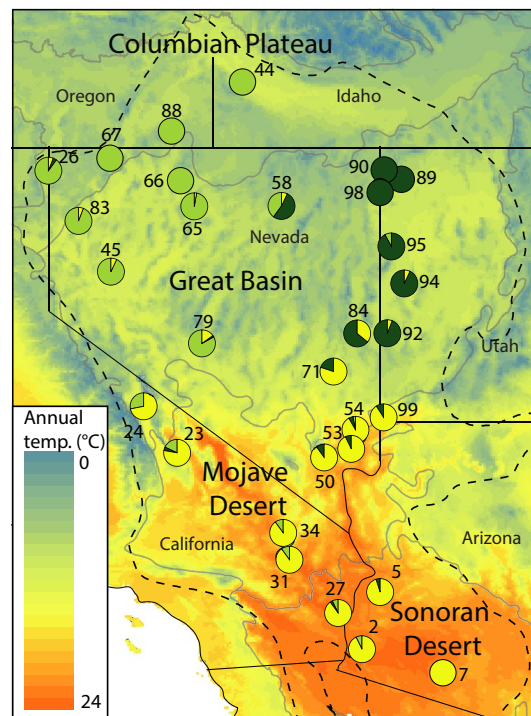 Columbian Plateau
44
Oregon
Idaho
88
67
26
90
89
66
58
98
83
65
Nevada
95
45
Great Basin
94
84
92
79
Utah
71
Annual
temp. (°C)
0
24
24
23
54
99
53
50
Mojave
Desert
34
California
Arizona
31
27
5
Sonoran
Desert
2
7